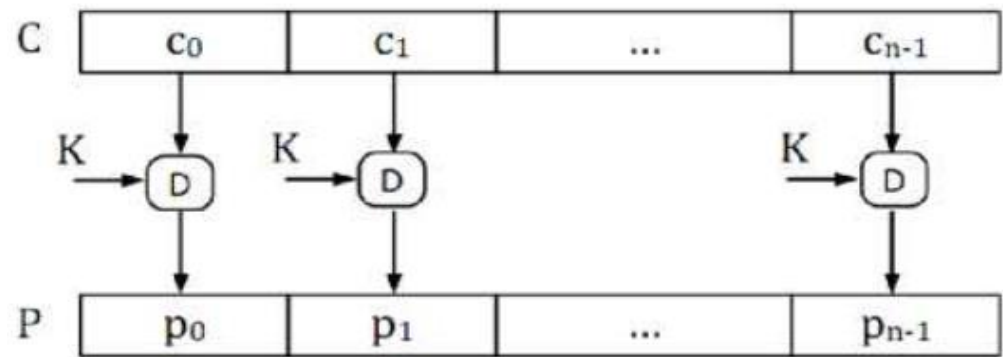 C c₀ c₁ ... cₙ₋₁
K K K
D D D
P p₀ p₁ ... pₙ₋₁